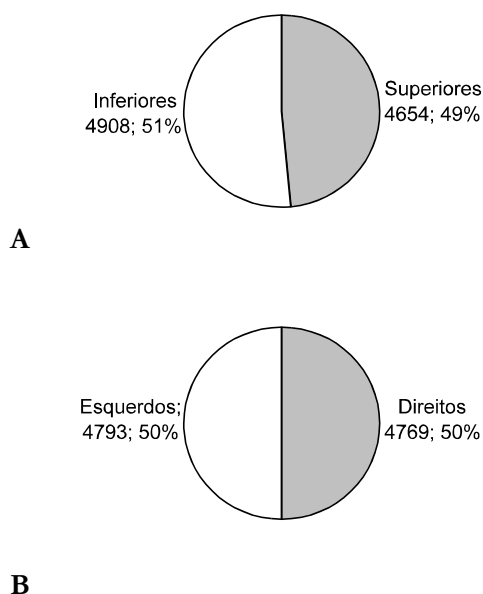 Superiores
4654; 49%
Inferiores
4908; 51%
A
Esquerdos;
4793; 50%
Direitos
4769; 50%
B